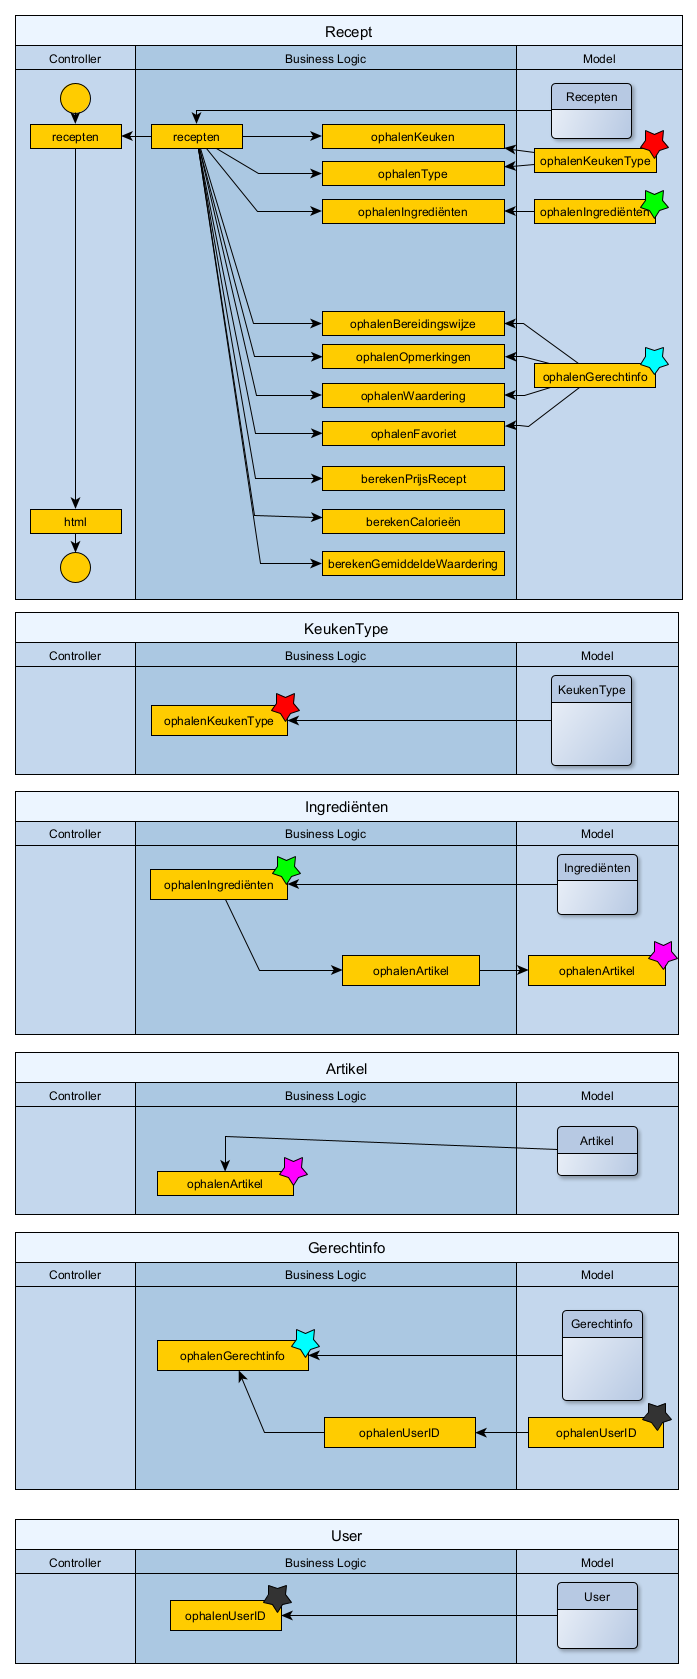 Recept
Controller
Business Logic
Model
Recepten
recepten
recepten
ophalenKeuken
ophalenKeukenType
ophalenType
ophalenIngrediënten
ophalenIngrediënten
ophalenBereidingswijze
ophalenOpmerkingen
ophalenGerechtinfo
ophalenWaardering
ophalenFavoriet
berekenPrijsRecept
html
berekenCalorieën
berekenGemiddeldeWaardering
KeukenType
Controller
Business Logic
Model
KeukenType
ophalenKeukenType
Ingrediënten
Controller
Business Logic
Model
Ingrediënten
ophalenIngrediënten
ophalenArtikel
ophalenArtikel
Artikel
Controller
Business Logic
Model
Artikel
ophalenArtikel
Gerechtinfo
Controller
Business Logic
Model
Gerechtinfo
ophalenGerechtinfo
ophalenUserID
ophalenUserID
User
Controller
Business Logic
Model
User
ophalenUserID